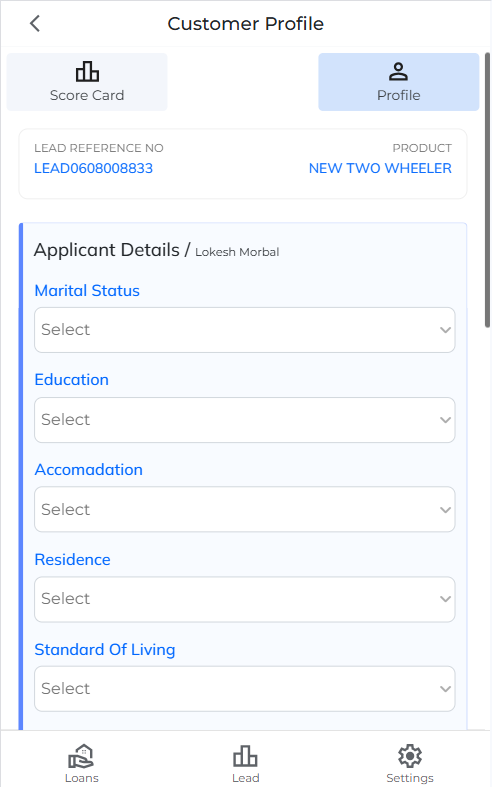 Customer Profile
Score Card
Profile
LEAD REFERENCE NO
PRODUCT
LEAD0608008833
NEW TWO WHEELER
Applicant Details / Lokesh Morbal
Marital Status
Select
Education
Select
Accomadation
Select
Residence
Select
Standard Of Living
Select
Loans
Lead
Settings